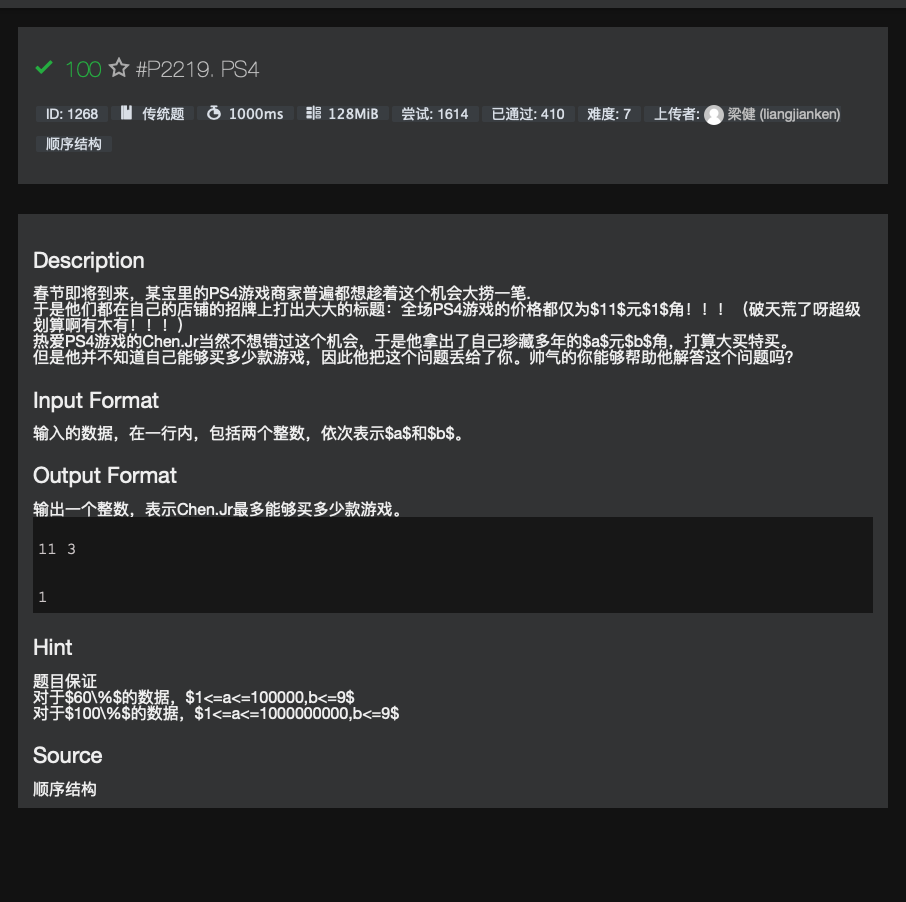 100 #P2219. PS4
ID: 1268 传统题 1000ms 128MiB 尝试: 1614 已通过: 410 难度: 7 上传者: 梁健 (liangjianken)
顺序结构
Description
春节即将到来，某宝里的PS4游戏商家普遍都想趁着这个机会大捞一笔.
于是他们都在自己的店铺的招牌上打出大大的标题：全场PS4游戏的价格都仅为$11$元$1$角！！！（破天荒了呀超级
划算啊有木有！！！）
热爱PS4游戏的Chen.Jr当然不想错过这个机会，于是他拿出了自己珍藏多年的$a$元$b$角，打算大买特买。
但是他并不知道自己能够买多少款游戏，因此他把这个问题丢给了你。帅气的你能够帮助他解答这个问题吗?
Input Format
输入的数据，在一行内，包括两个整数，依次表示$a$和$b$。
Output Format
输出一个整数，表示Chen.Jr最多能够买多少款游戏。
11 3
1
Hint
题目保证
对于$60\%$的数据，$1<=a<=100000,b<=9$
对于$100\%$的数据，$1<=a<=1000000000,b<=9$
Source
顺序结构